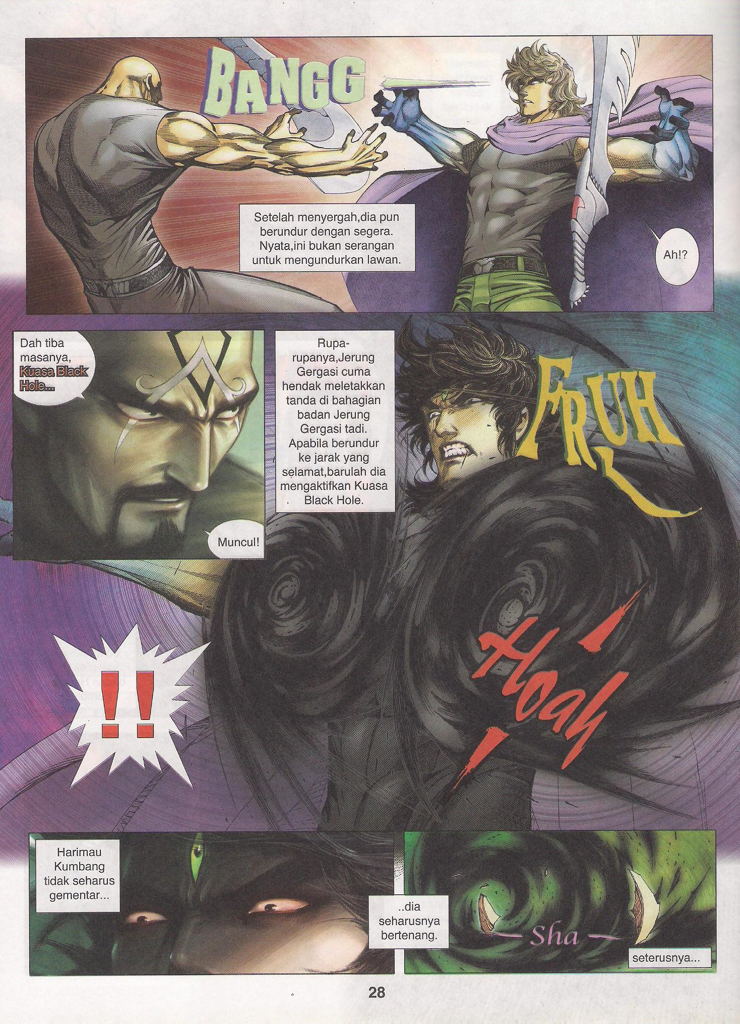 BANGG
Setelah menyergah,dia pun
berundur dengan segera.
Nyata,ini bukan serangan
untuk mengundurkan lawan.
Ah!?
Dah tiba
masanya,
Kuasa Black
Hole...
Muncul!
Rupa-
rupanya,Jerung
Gergasi cuma
hendak meletakkan
tanda di bahagian
badan Jerung
Gergasi tadi.
Apabila berundur
ke jarak yang
selamat,barulah dia
mengaktifkan Kuasa
Black Hole.
FRUH
!!
Hoah!
Harimau
Kumbang
tidak seharus
gementar...
..dia
seharusnya
bertenang.
Sha
seterusnya...
28